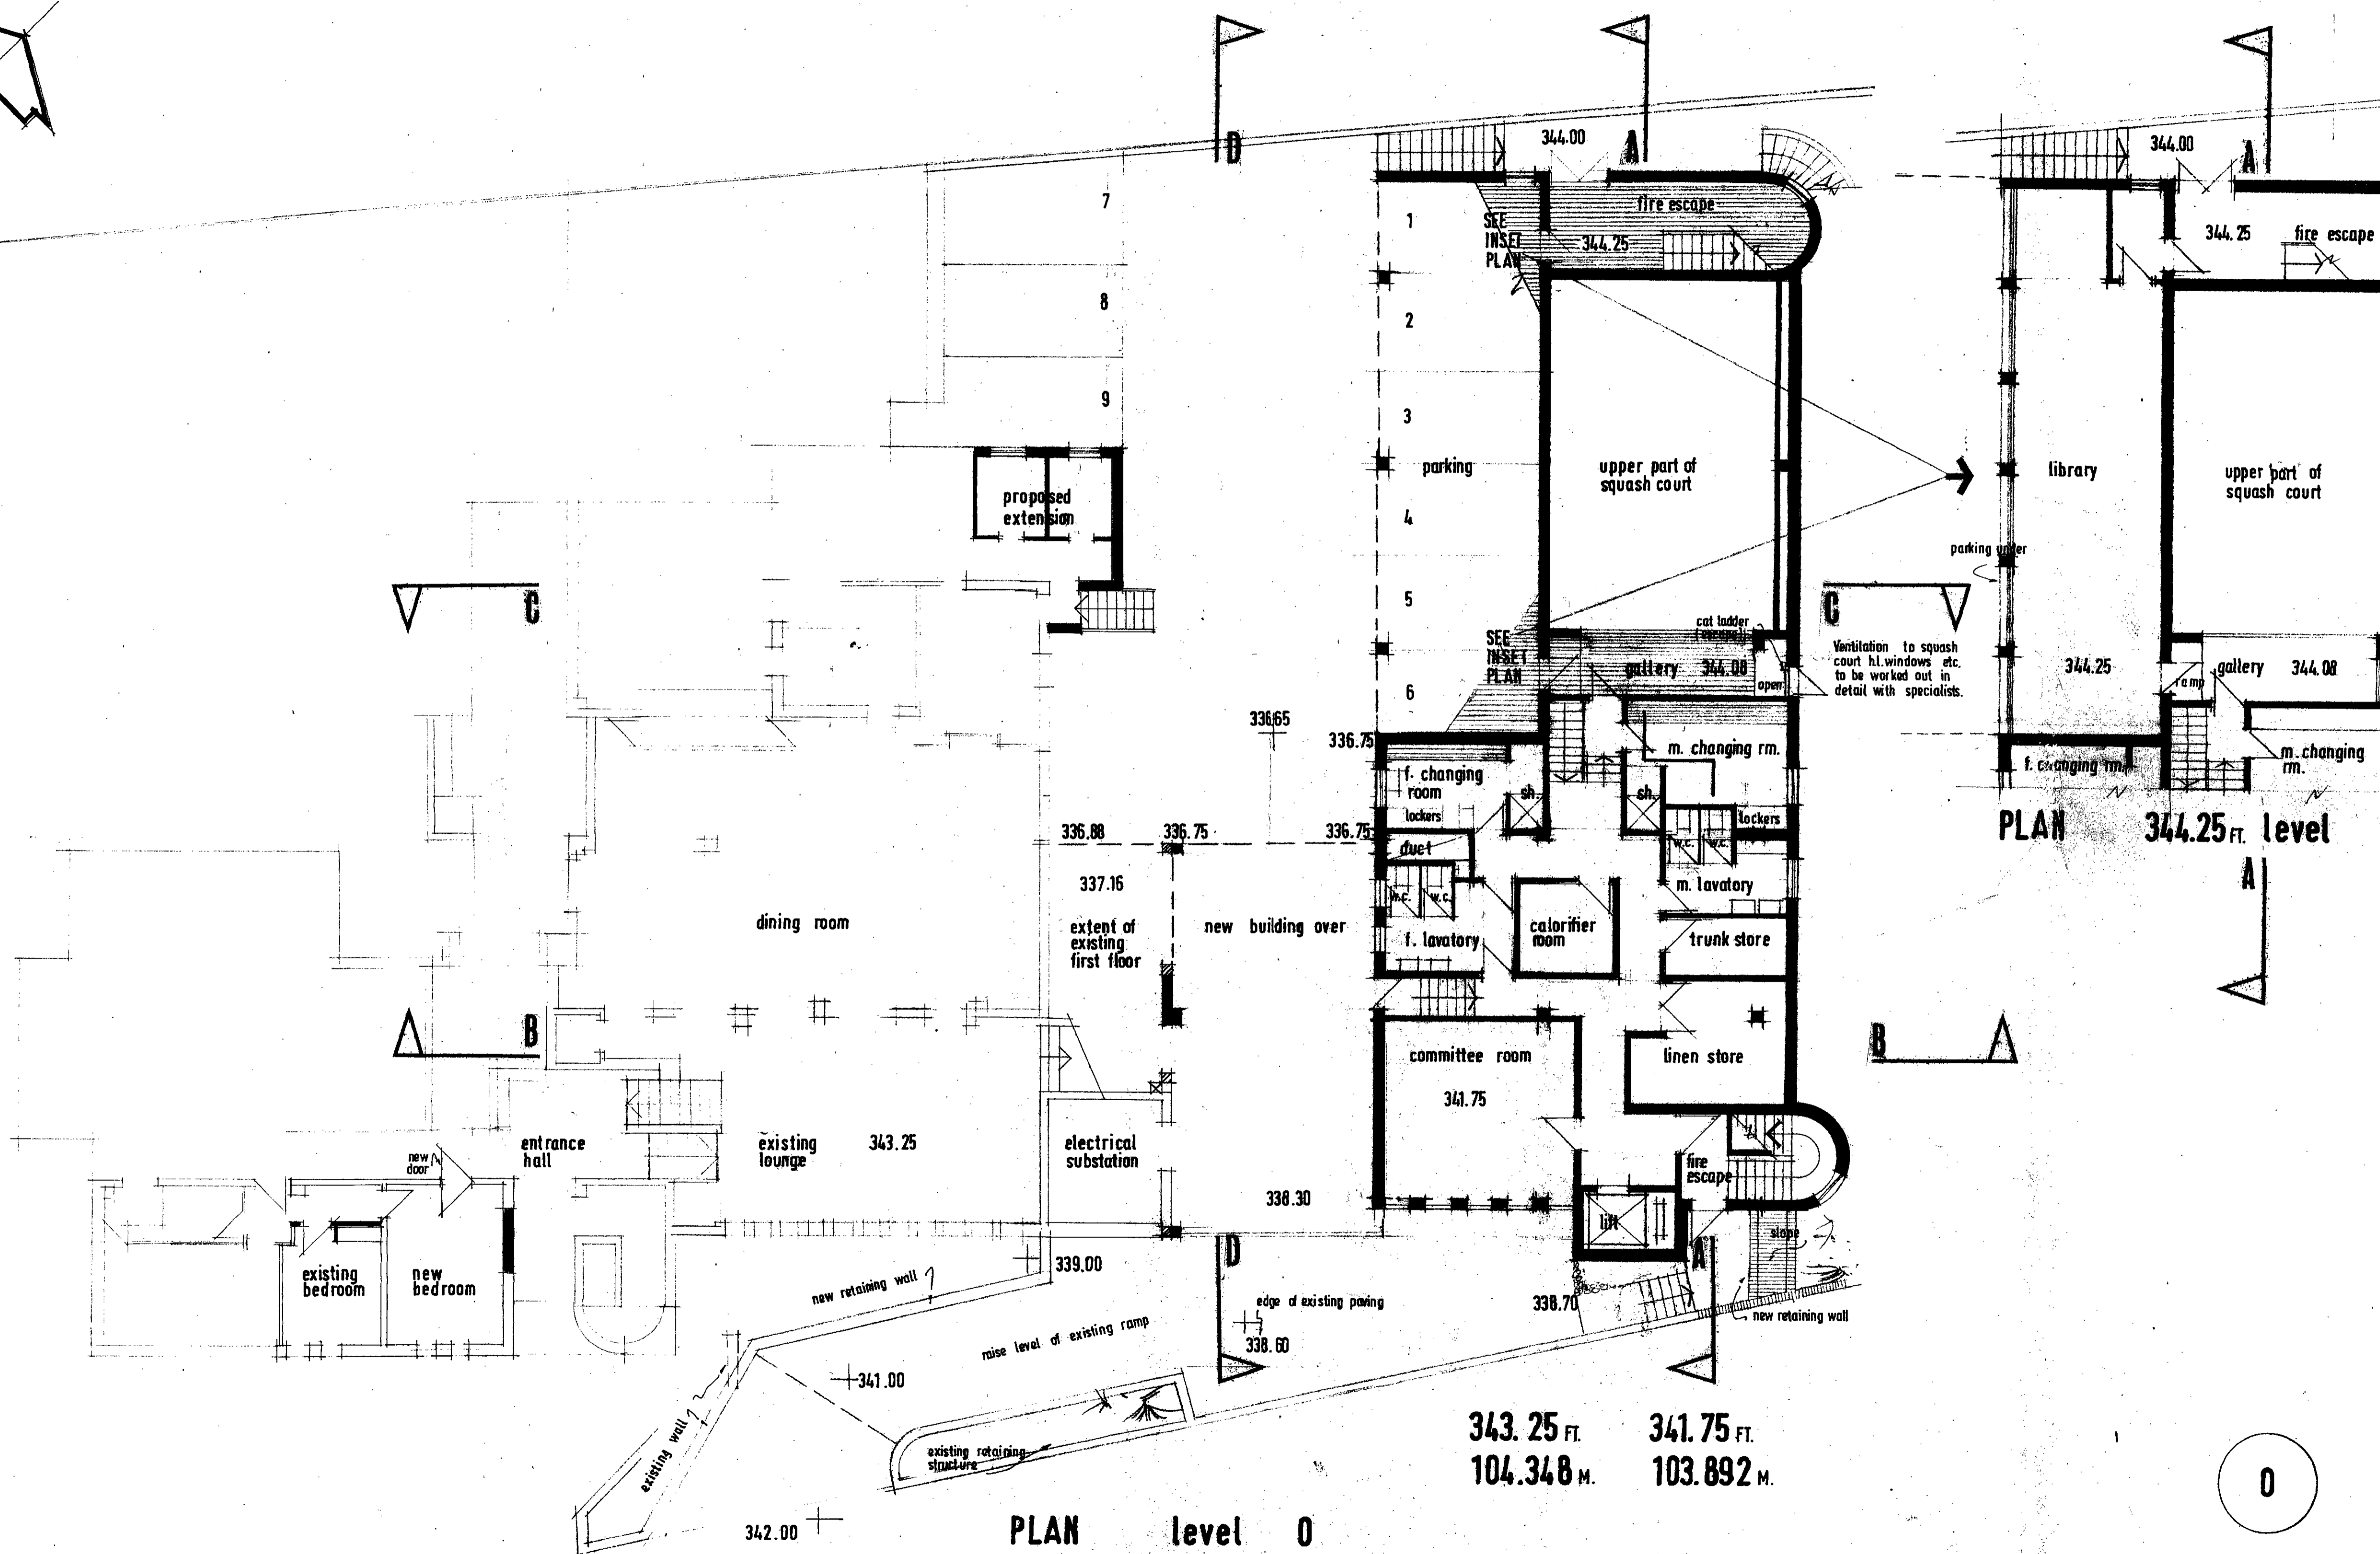 D
A
A
344.00
344.00
7
8
9
1
2
3
4
5
6
SEE
INSET
PLAN
fire escape
344.25
344.25
fire escape
parking
upper part of
squash court
library
upper part of
squash court
parking under
proposed
extension
C
C
cat ladder
SEE
INSET
PLAN
gallery 344.08
open
Ventilation to squash
court h.l. windows etc.
to be worked out in
detail with specialists.
344.25
ramp
gallery 344.08
336.65
336.75
m. changing rm.
f. changing
room
sh.
sh.
lockers
lockers
f. changing rm.
m. changing
rm.
PLAN 344.25 FT. level
A
336.88
336.75
336.75
duct
w.c.
w.c.
w.c.
w.c.
337.16
m. lavatory
dining room
extent of
existing
first floor
new building over
f. lavatory
calorifier
room
trunk store
B
B
committee room
341.75
linen store
entrance
hall
existing
lounge
343.25
electrical
substation
new
door
fire
escape
338.30
lift
slope
existing
bedroom
new
bedroom
339.00
D
A
new retaining wall
edge of existing paving
338.70
new retaining wall
raise level of existing ramp
338.60
341.00
existing wall
existing retaining
structure
343.25 FT.
104.348 M.
341.75 FT.
103.892 M.
342.00
PLAN level 0
0